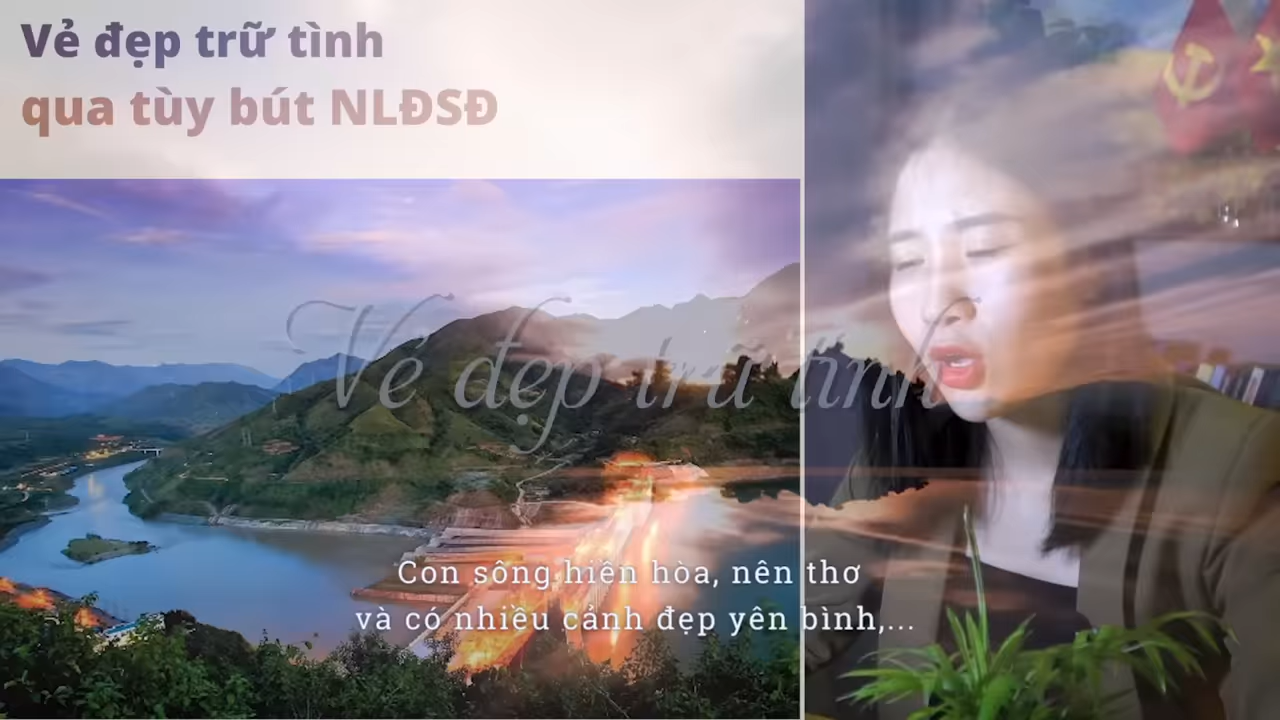 Vẻ đẹp trữ tình
qua tùy bút NLĐSĐ
Vẻ đẹp trữ tình
Con sông hiền hòa, nên thơ
và có nhiều cảnh đẹp yên bình,...